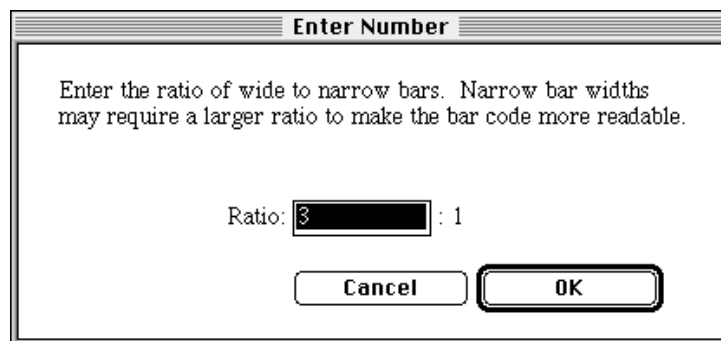 Enter Number
Enter the ratio of wide to narrow bars.  Narrow bar widths
may require a larger ratio to make the bar code more readable.
Ratio: 3 : 1
Cancel OK